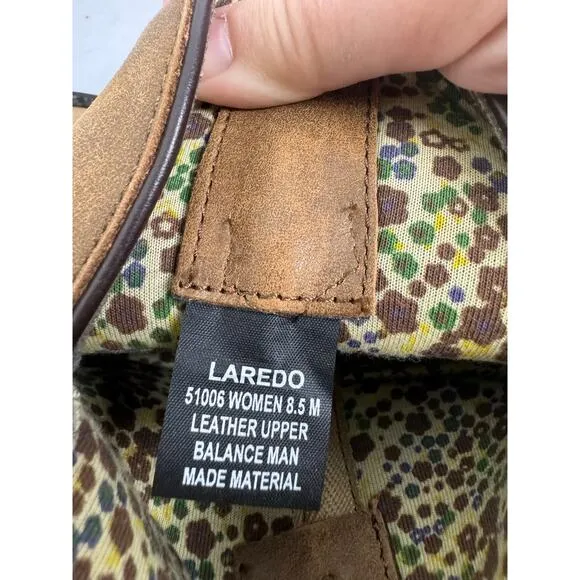 LAREDO
51006 WOMEN 8.5 M
LEATHER UPPER
BALANCE MAN
MADE MATERIAL